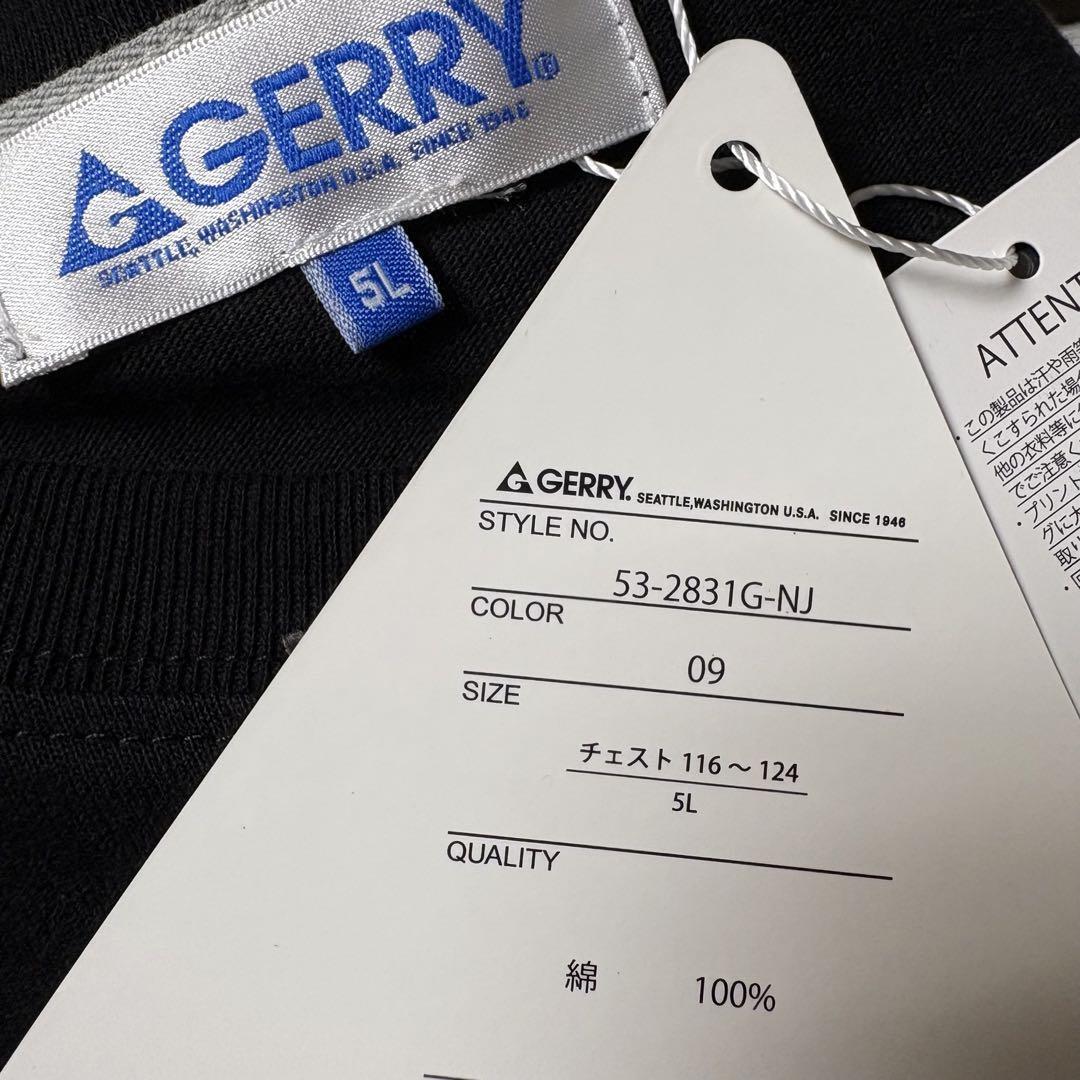 GERRY®
SEATTLE, WASHINGTON U.S.A. SINCE 1946
5L
GERRY.
SEATTLE,WASHINGTON U.S.A. SINCE 1946
STYLE NO.
53-2831G-NJ
COLOR
09
SIZE
チェスト 116～124
5L
QUALITY
綿 100%
ATTENT
この製品は汗や雨等
くこすられた場合
他の衣料等に
でご注意く
・プリント
グに
取り